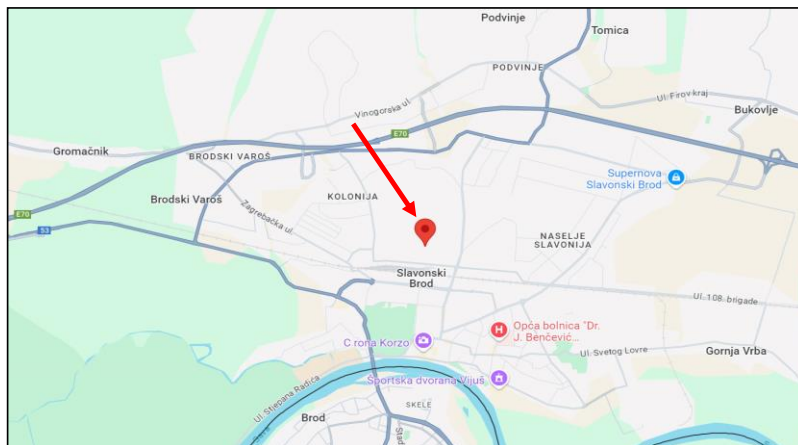 Podvinje
Tomica
PODVINJE
Ul. Firov kraj
Bukovlje
Vinogorska ul.
E70
Gromačnik
BRODSKI VAROŠ
Supernova
Slavonski Brod
Brodski Varoš
KOLONIJA
Zagrebačka ul.
E70
53
NASELJE
SLAVONIJA
Slavonski
Brod
Ul. 108. brigade
Opća bolnica "Dr.
J. Benčević...
C rona Korzo
Ul. Svetog Lovre
Gornja Vrba
Sportska dvorana Vijuš
Ul. Stjepana Radića
SKELE
Brod